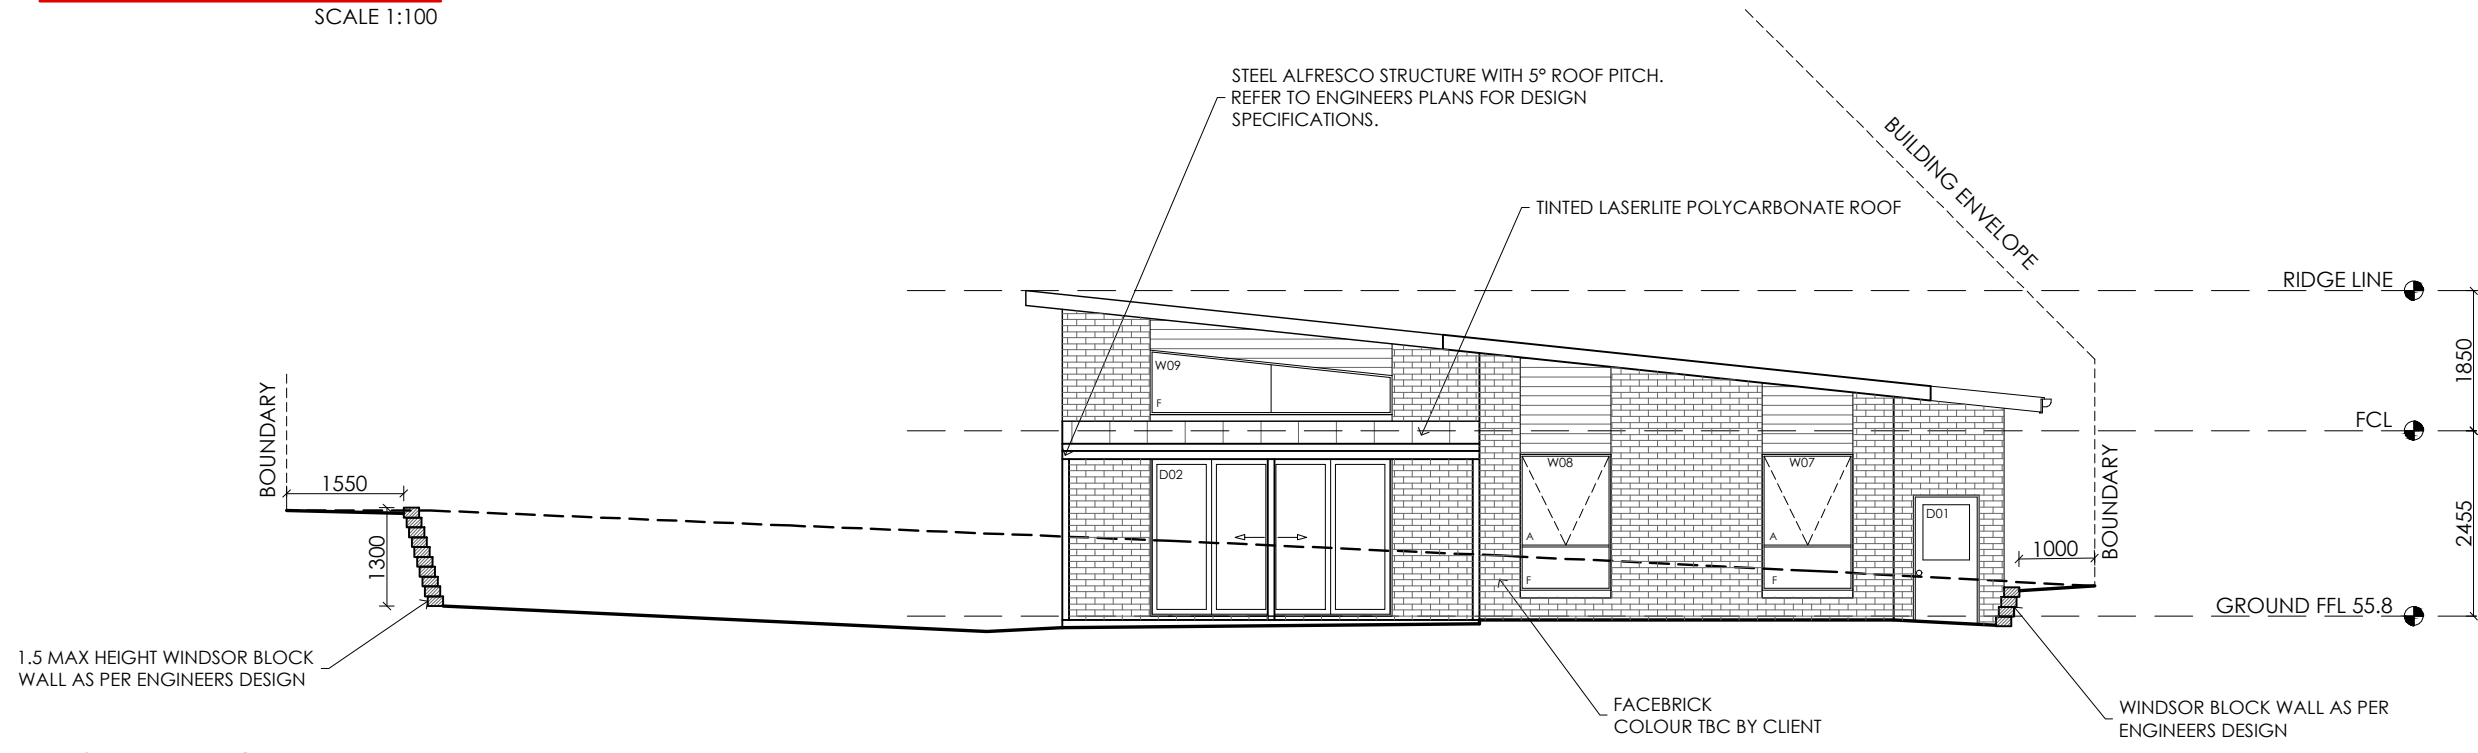 SCALE 1:100
STEEL ALFRESCO STRUCTURE WITH 5° ROOF PITCH.
REFER TO ENGINEERS PLANS FOR DESIGN
SPECIFICATIONS.
BUILDING ENVELOPE
TINTED LASERLITE POLYCARBONATE ROOF
RIDGE LINE
1850
FCL
2455
GROUND FFL 55.8
BOUNDARY
1550
1300
W09
F
D02
W08
A
F
W07
A
F
D01
1000
BOUNDARY
1.5 MAX HEIGHT WINDSOR BLOCK
WALL AS PER ENGINEERS DESIGN
FACEBRICK
COLOUR TBC BY CLIENT
WINDSOR BLOCK WALL AS PER
ENGINEERS DESIGN